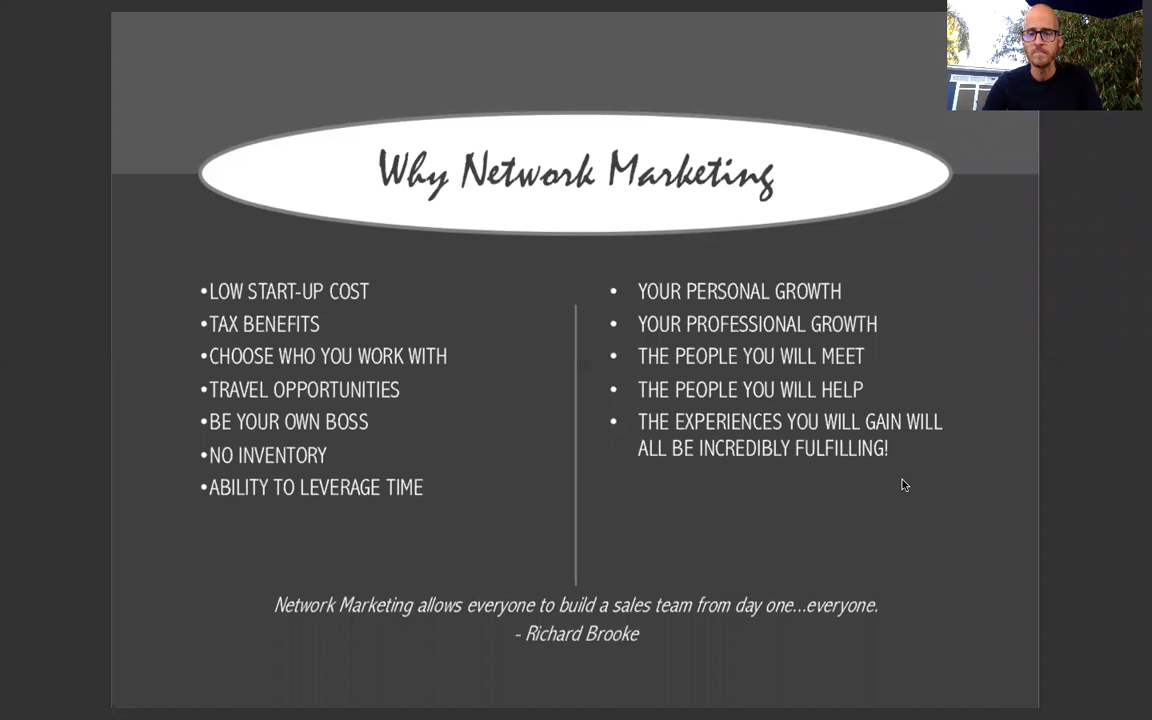 Why Network Marketing
•LOW START-UP COST
•TAX BENEFITS
•CHOOSE WHO YOU WORK WITH
•TRAVEL OPPORTUNITIES
•BE YOUR OWN BOSS
•NO INVENTORY
•ABILITY TO LEVERAGE TIME
• YOUR PERSONAL GROWTH
• YOUR PROFESSIONAL GROWTH
• THE PEOPLE YOU WILL MEET
• THE PEOPLE YOU WILL HELP
• THE EXPERIENCES YOU WILL GAIN WILL
ALL BE INCREDIBLY FULFILLING!
Network Marketing allows everyone to build a sales team from day one...everyone.
- Richard Brooke